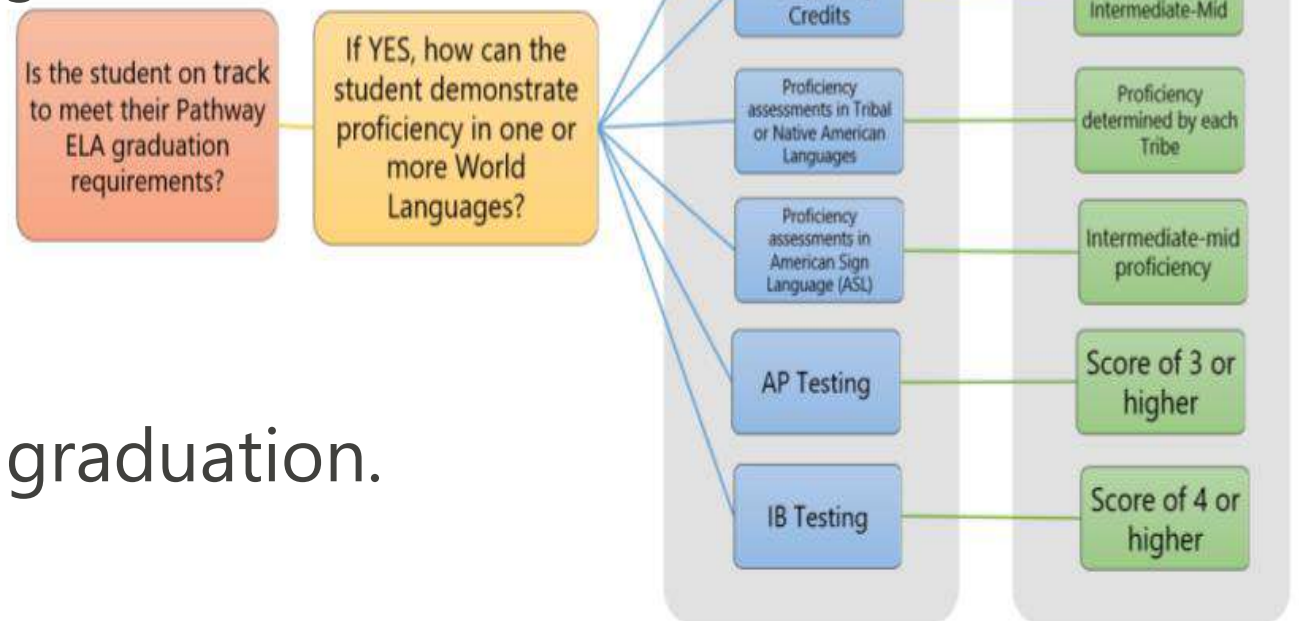 Credits
Intermediate-Mid
Is the student on track
to meet their Pathway
ELA graduation
requirements?
If YES, how can the
student demonstrate
proficiency in one or
more World
Languages?
Proficiency
assessments in Tribal
or Native American
Languages
Proficiency
determined by each
Tribe
Proficiency
assessments in
American Sign
Language (ASL)
Intermediate-mid
proficiency
AP Testing
Score of 3 or
higher
graduation.
IB Testing
Score of 4 or
higher